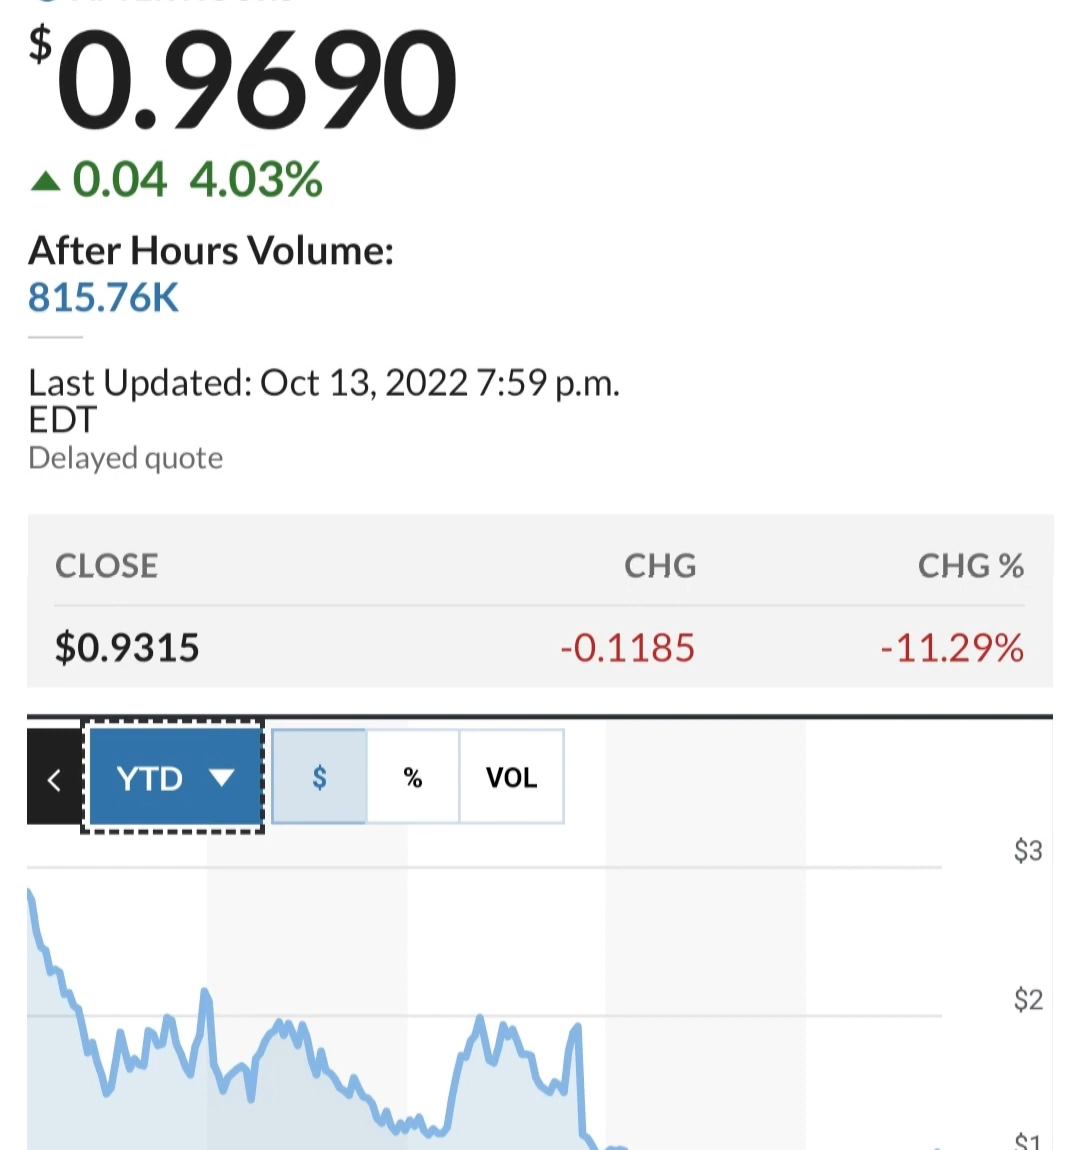 $0.9690
▲ 0.04 4.03%
After Hours Volume:
815.76K
Last Updated: Oct 13, 2022 7:59 p.m.
EDT
Delayed quote
CLOSE CHG CHG %
$0.9315 -0.1185 -11.29%
< YTD ▼ $ % VOL
$3
$2
$1